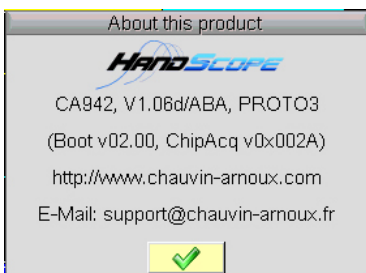 About this product
HANDSCOPE
CA942, V1.06d/ABA, PROTO3
(Boot v02.00, ChipAcq v0x002A)
http://www.chauvin-arnoux.com
E-Mail: support@chauvin-arnoux.fr